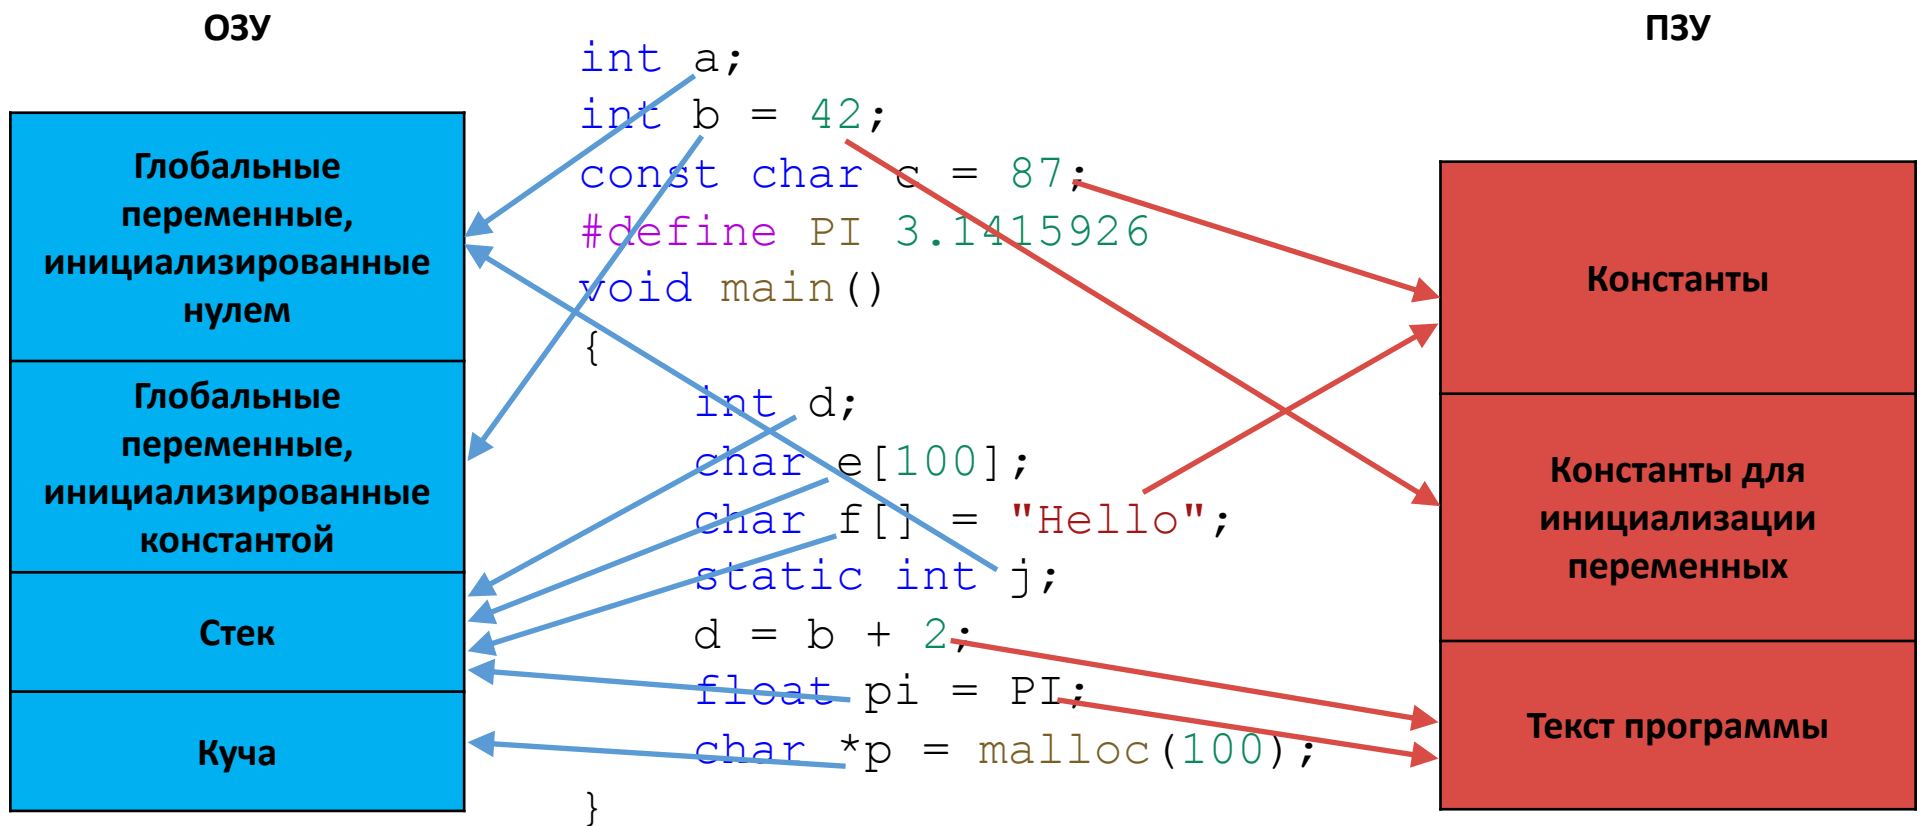 ОЗУ
Глобальные
переменные,
инициализированные
нулем
Глобальные
переменные,
инициализированные
константой
Стек
Куча
int a;
int b = 42;
const char c = 87;
#define PI 3.1415926
void main()
{
int d;
char e[100];
char f[] = "Hello";
static int j;
d = b + 2;
float pi = PI;
char *p = malloc(100);
}
ПЗУ
Константы
Константы для
инициализации
переменных
Текст программы